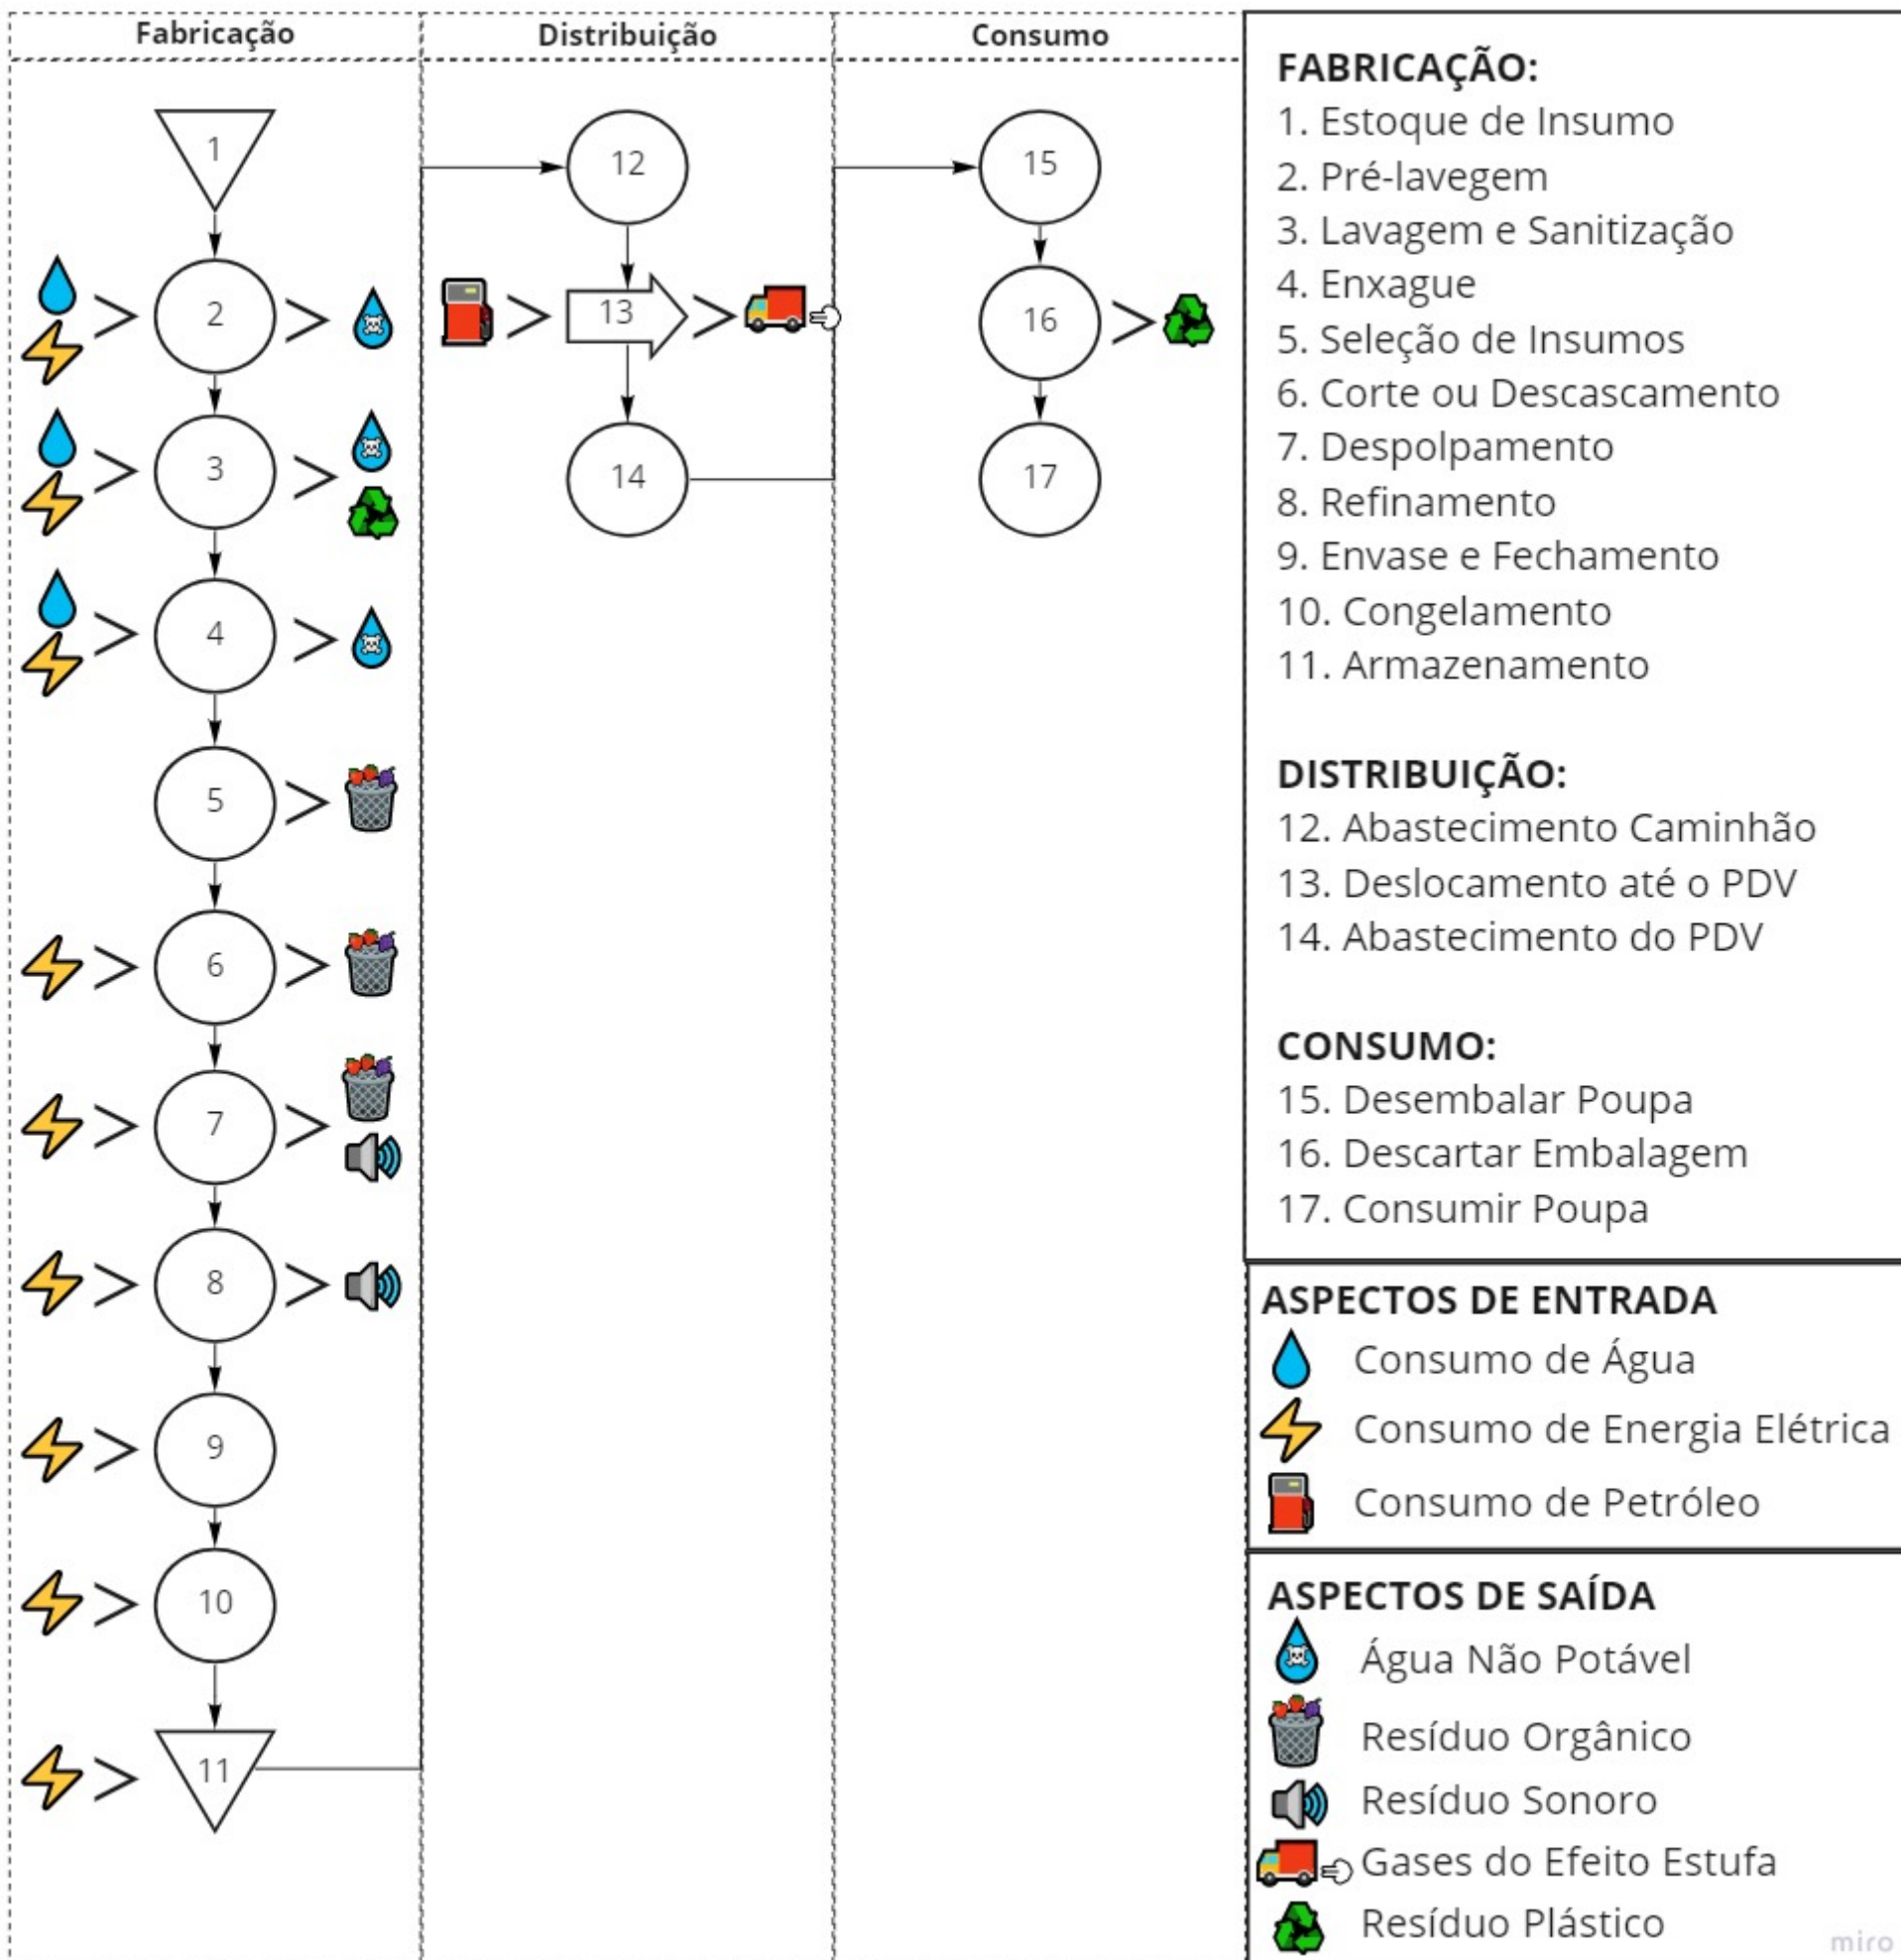 Fabricação
Distribuição
Consumo
1
2
3
4
5
6
7
8
9
10
11
12
13
14
15
16
17
FABRICAÇÃO:
1. Estoque de Insumo
2. Pré-lavegem
3. Lavagem e Sanitização
4. Enxague
5. Seleção de Insumos
6. Corte ou Descascamento
7. Despolpamento
8. Refinamento
9. Envase e Fechamento
10. Congelamento
11. Armazenamento
DISTRIBUIÇÃO:
12. Abastecimento Caminhão
13. Deslocamento até o PDV
14. Abastecimento do PDV
CONSUMO:
15. Desembalar Poupa
16. Descartar Embalagem
17. Consumir Poupa
ASPECTOS DE ENTRADA
Consumo de Água
Consumo de Energia Elétrica
Consumo de Petróleo
ASPECTOS DE SAÍDA
Água Não Potável
Resíduo Orgânico
Resíduo Sonoro
Gases do Efeito Estufa
Resíduo Plástico
miro